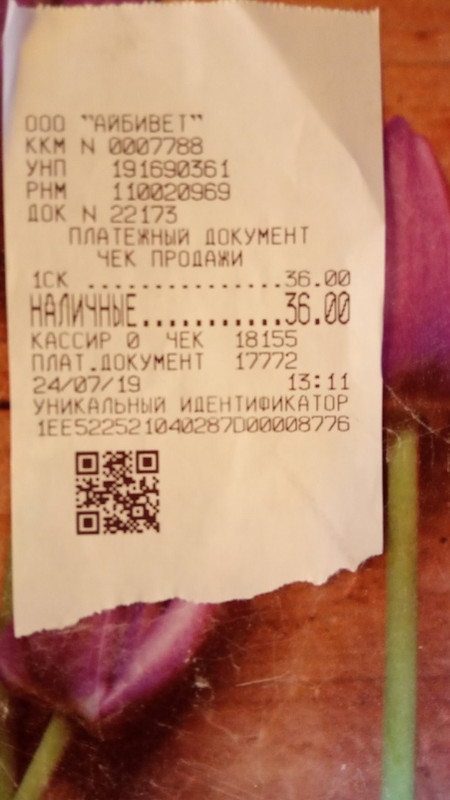 ООО "АЙБИВЕТ"
ККМ N 0007788
УНП 191690361
РНМ 110020969
ДОК N 22173
ПЛАТЕЖНЫЙ ДОКУМЕНТ
ЧЕК ПРОДАЖИ
1СК ...............36.00
НАЛИЧНЫЕ...........36.00
КАССИР 0 ЧЕК 18155
ПЛАТ.ДОКУМЕНТ 17772
24/07/19 13:11
УНИКАЛЬНЫЙ ИДЕНТИФИКАТОР
1EE522521040287D00008776